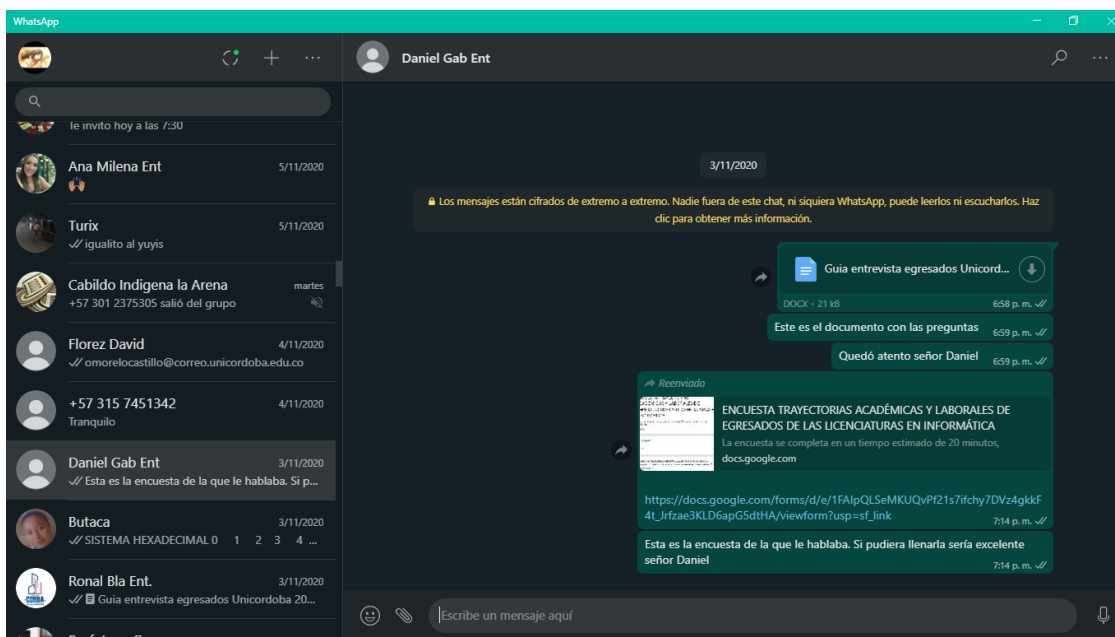 WhatsApp
Te invito hoy a las 7:30
Ana Milena Ent
5/11/2020
Turix
5/11/2020
igualito al yuyis
Cabildo Indigena la Arena
martes
+57 301 2375305 salió del grupo
Florez David
4/11/2020
omorelocastillo@correo.unicordoba.edu.co
+57 315 7451342
4/11/2020
Tranquilo
Daniel Gab Ent
3/11/2020
Esta es la encuesta de la que le hablaba. Si p...
Butaca
3/11/2020
SISTEMA HEXADECIMAL 0 1 2 3 4 ...
Ronal Bla Ent.
3/11/2020
Guia entrevista egresados Unicordoba 20...
Daniel Gab Ent
3/11/2020
Los mensajes están cifrados de extremo a extremo. Nadie fuera de este chat, ni siquiera WhatsApp, puede leerlos ni escucharlos. Haz
clic para obtener más información.
Guia entrevista egresados Unicord...
DOCX • 21 kB
6:58 p. m.
Este es el documento con las preguntas
6:59 p. m.
Quedó atento señor Daniel
6:59 p. m.
Reenviado
ENCUESTA TRAYECTORIAS ACADÉMICAS Y LABORALES DE
EGRESADOS DE LAS LICENCIATURAS EN INFORMÁTICA
La encuesta se completa en un tiempo estimado de 20 minutos,
docs.google.com
https://docs.google.com/forms/d/e/1FAIpQLSeMKUQvPf21s7ifchy7DVz4gkkF
4t_Jrfzae3KLD6apG5dtHA/viewform?usp=sf_link
7:14 p. m.
Esta es la encuesta de la que le hablaba. Si pudiera llenarla sería excelente
señor Daniel
7:14 p. m.
Escribe un mensaje aquí